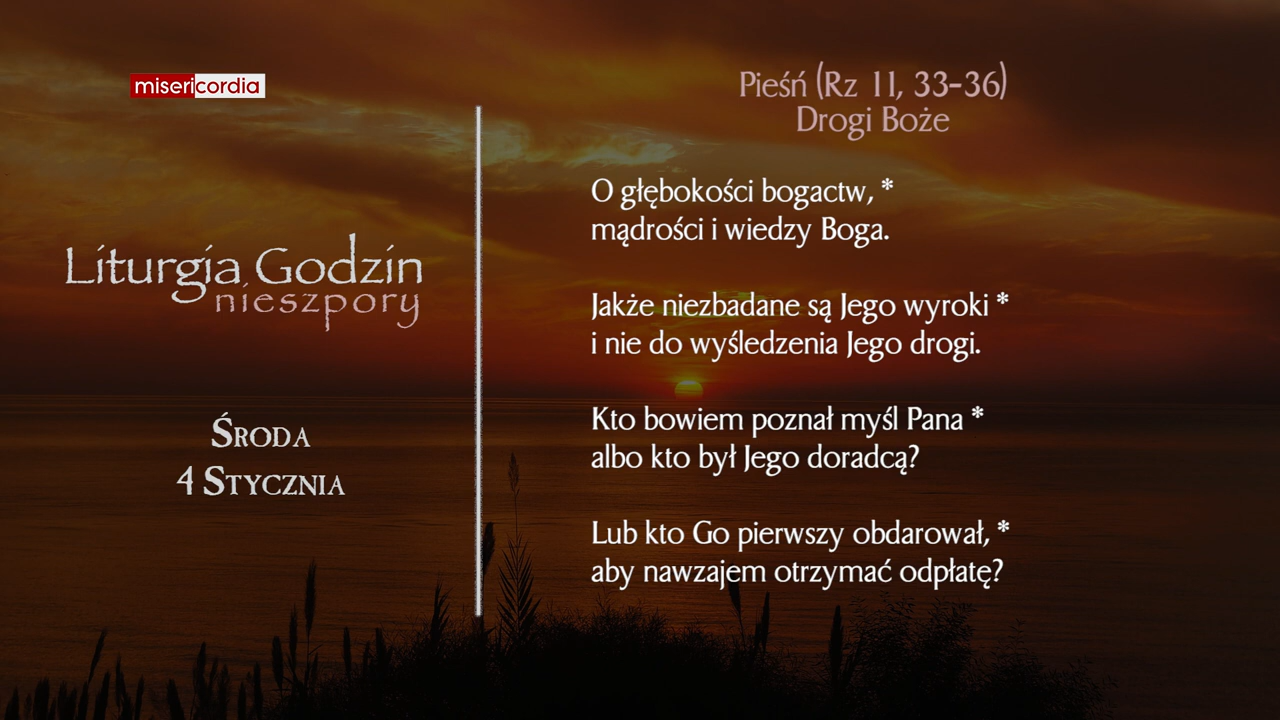 misericordia
Liturgia Godzin
nieszpory
Środa
4 Stycznia
Pieśń (Rz 11, 33-36)
Drogi Boże
O głębokości bogactw, *
mądrości i wiedzy Boga.
Jakże niezbadane są Jego wyroki *
i nie do wyśledzenia Jego drogi.
Kto bowiem poznał myśl Pana *
albo kto był Jego doradcą?
Lub kto Go pierwszy obdarował, *
aby nawzajem otrzymać odpłatę?